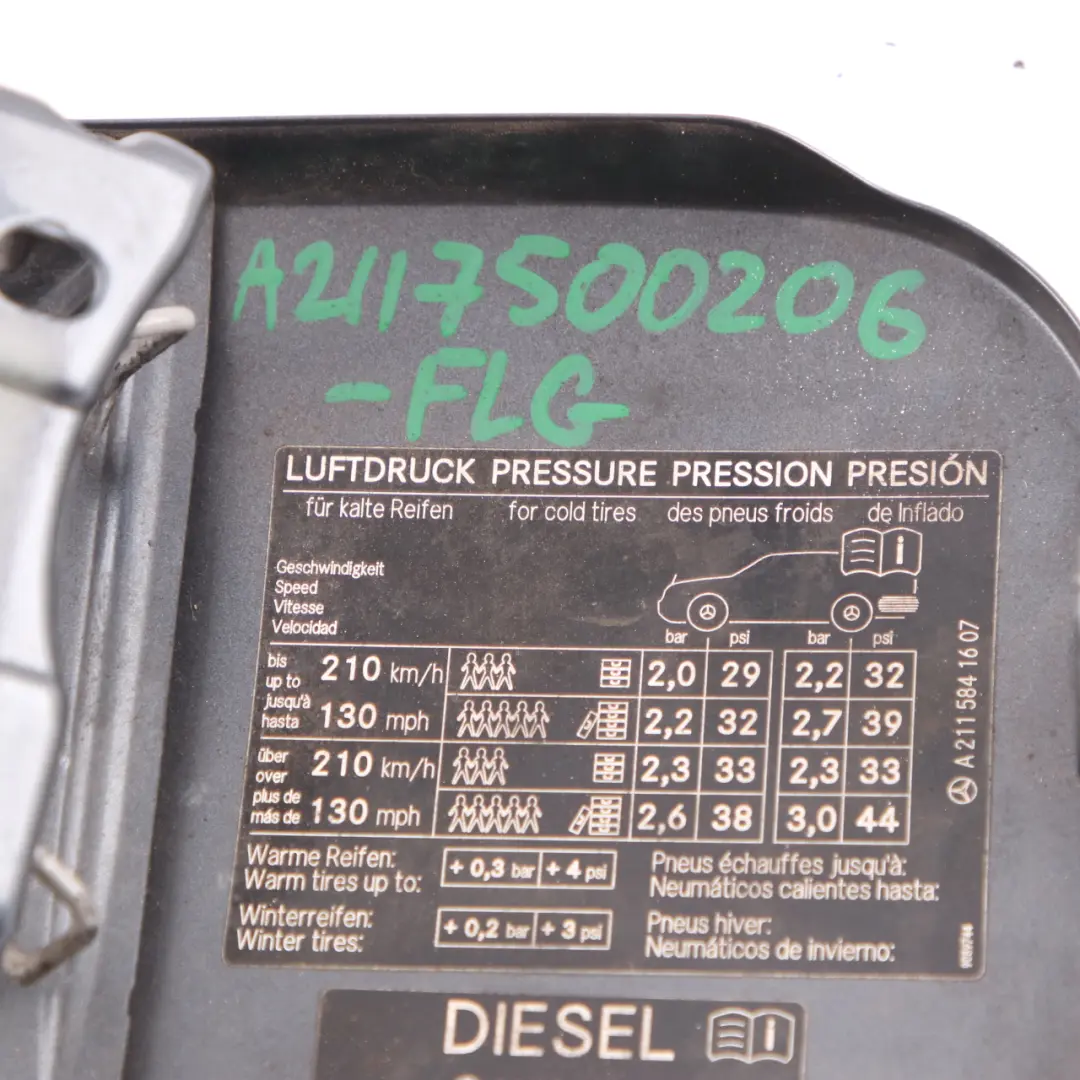 A2117500206
-FLG
LUFTDRUCK PRESSURE PRESSION PRESIÓN
für kalte Reifen for cold tires des pneus froids de Inflado
Geschwindigkeit
Speed
Vitesse
Velocidad
bar psi bar psi
bis
up to
jusqu'à
hasta
210 km/h
130 mph
2,0 29 2,2 32
2,2 32 2,7 39
über
over
plus de
más de
210 km/h
130 mph
2,3 33 2,3 33
2,6 38 3,0 44
Warme Reifen:
Warm tires up to:
+ 0,3 bar + 4 psi
Pneus échauffes jusqu'à:
Neumáticos calientes hasta:
Winterreifen:
Winter tires:
+ 0,2 bar + 3 psi
Pneus hiver:
Neumáticos de invierno:
A 211 584 16 07
DIESEL i